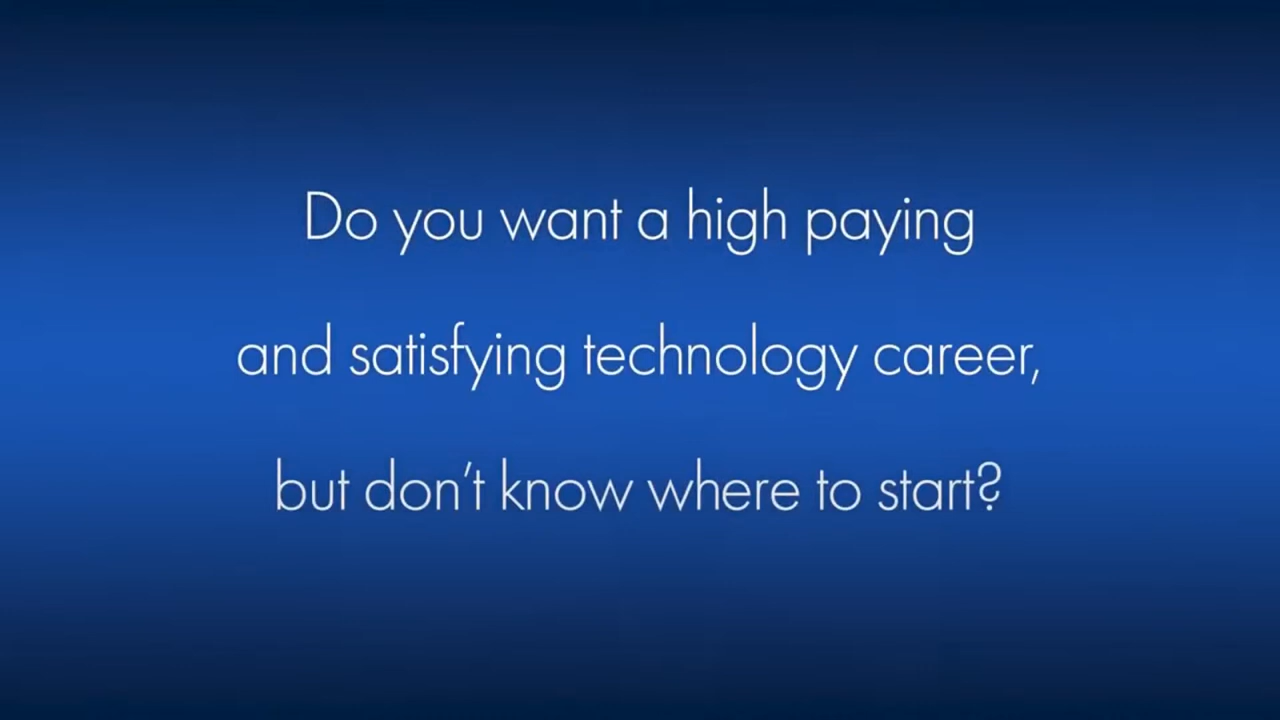 Do you want a high paying
and satisfying technology career,
but don't know where to start?